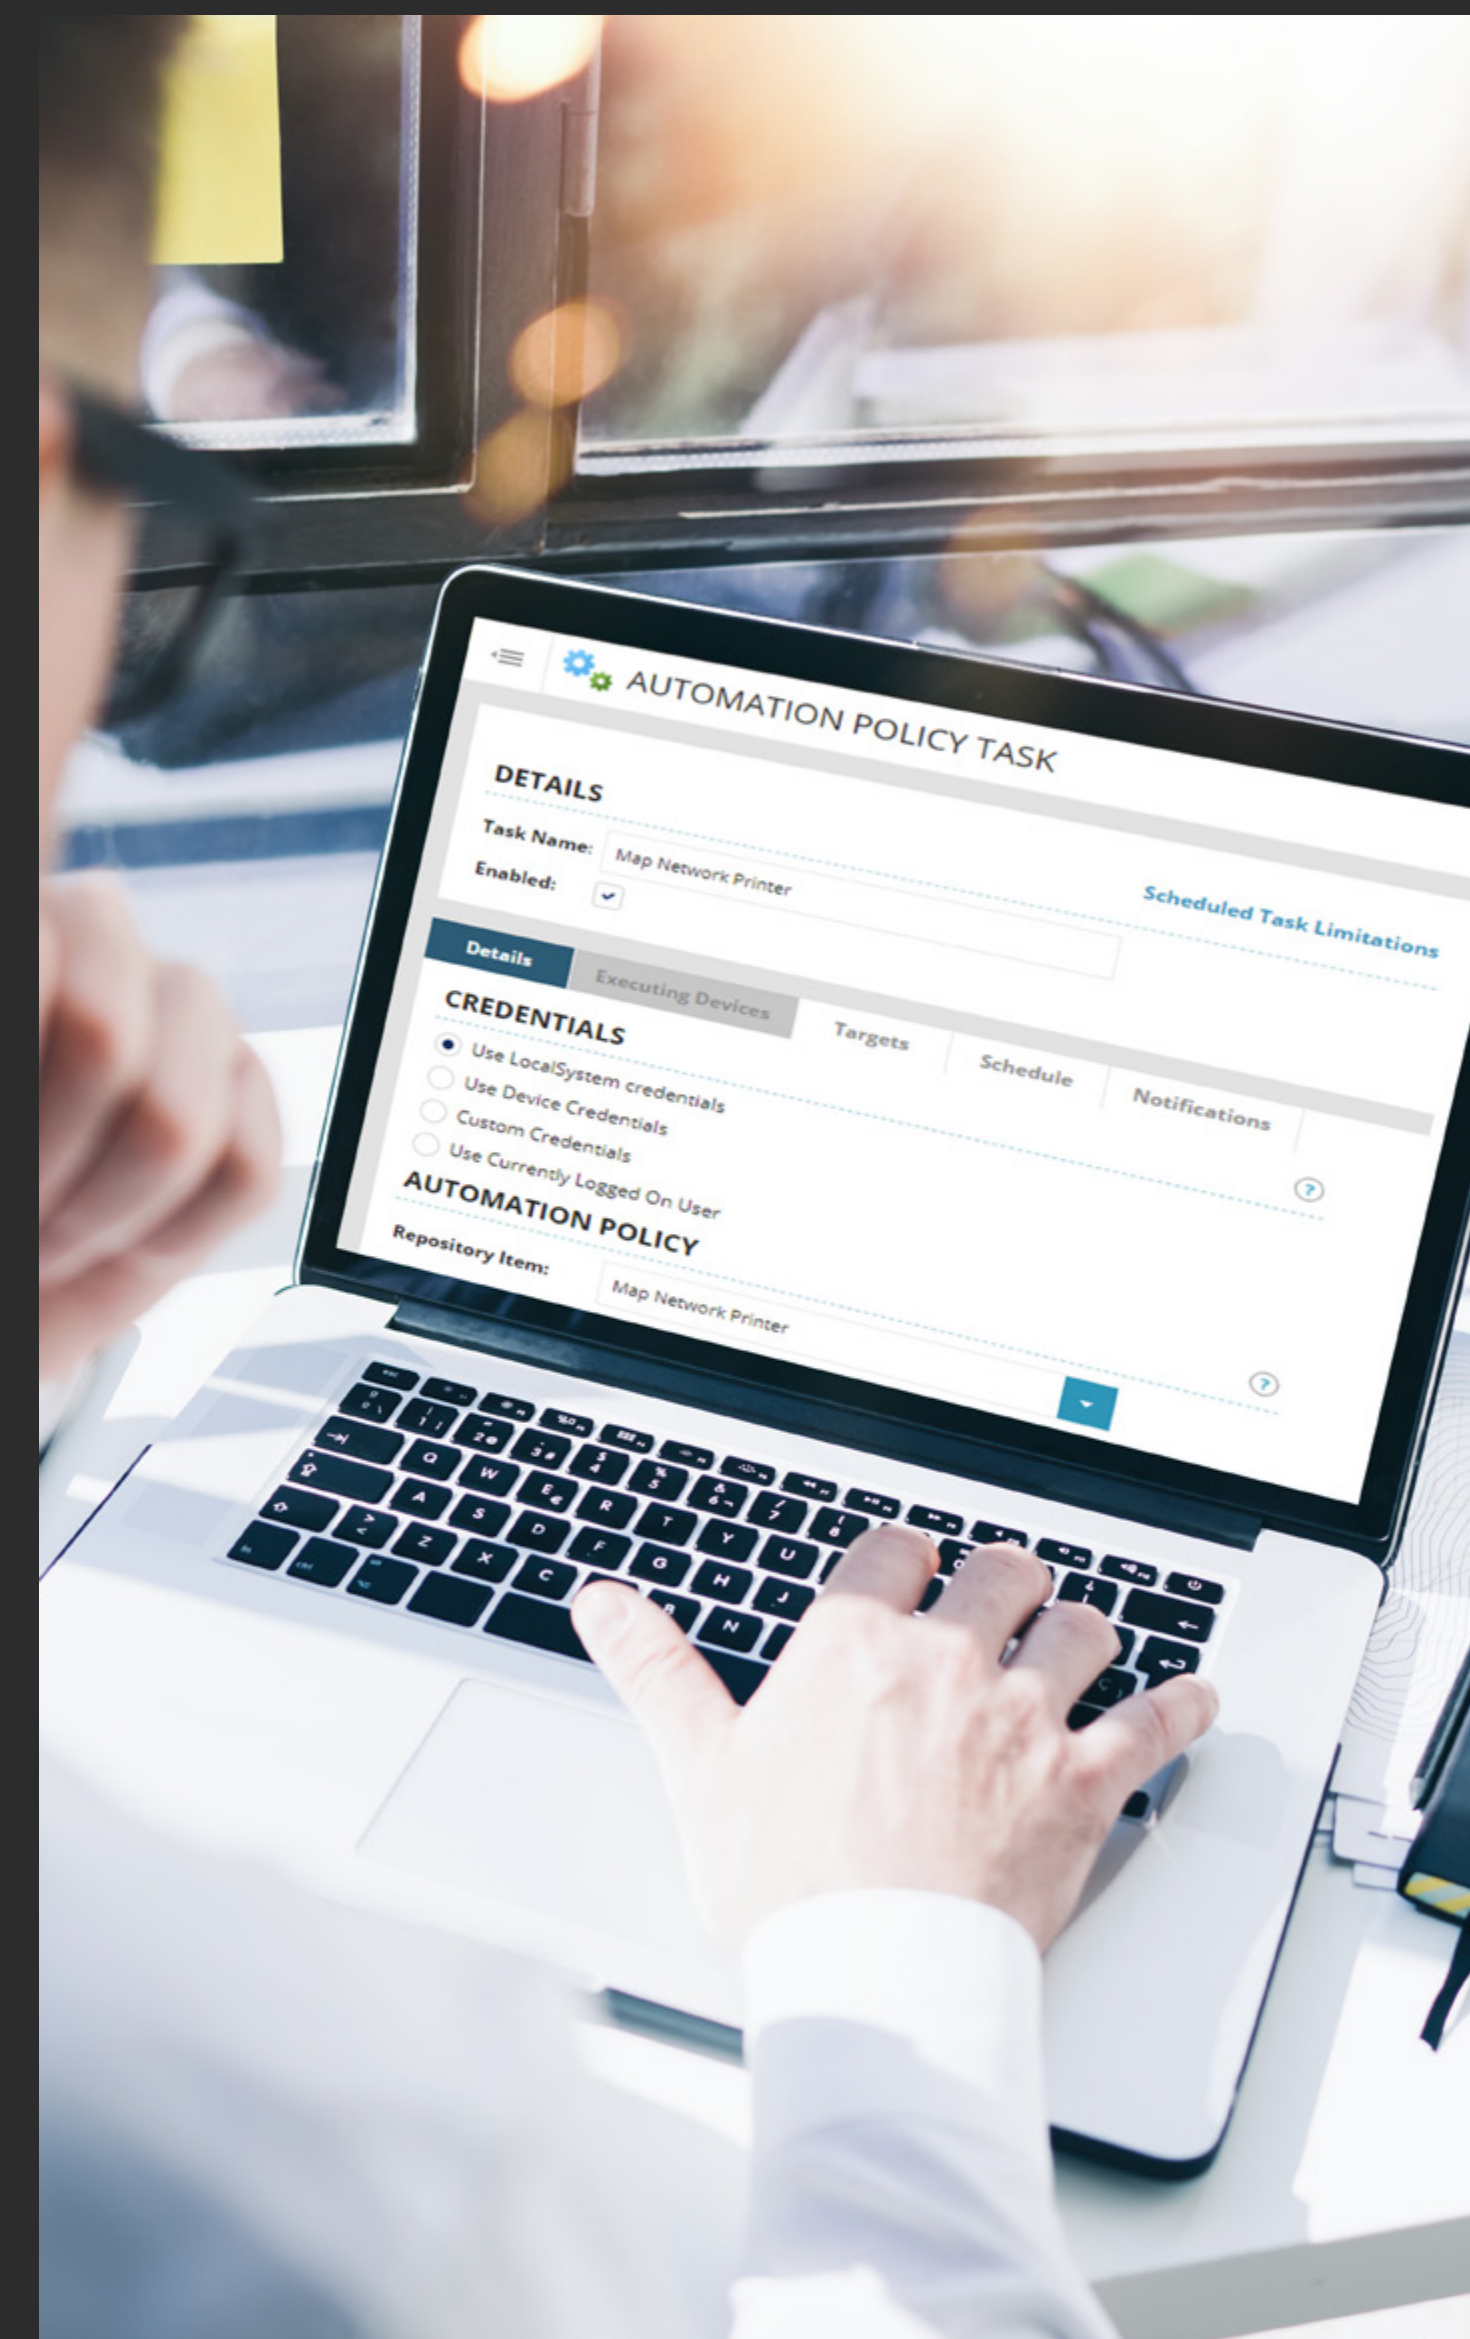 AUTOMATION POLICY TASK
DETAILS
Scheduled Task Limitations
Task Name: Map Network Printer
Enabled:
Details Executing Devices Targets Schedule Notifications
CREDENTIALS
Use LocalSystem credentials
Use Device Credentials
Custom Credentials
Use Currently Logged On User
AUTOMATION POLICY
Repository Item: Map Network Printer
esc
Q W E R T Y U
A S D F G H J
Z X C B N